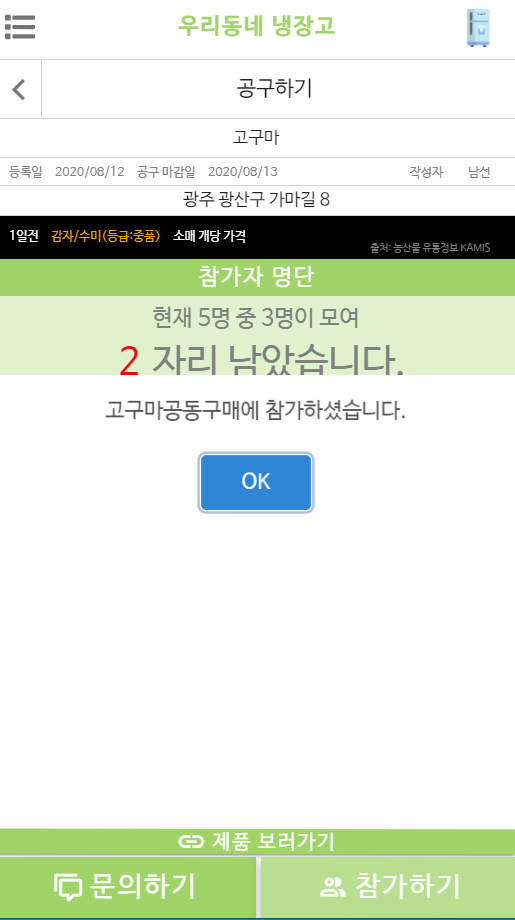 우리동네 냉장고
공구하기
고구마
등록일 2020/08/12 공구 마감일 2020/08/13 작성자 남선
광주 광산구 가마길 8
1일전 감자/수미(등급:중품) 소매 개당 가격
출처: 농산물 유통정보 KAMIS
참가자 명단
현재 5명 중 3명이 모여
2 자리 남았습니다.
고구마공동구매에 참가하셨습니다.
OK
제품 보러가기
문의하기 참가하기